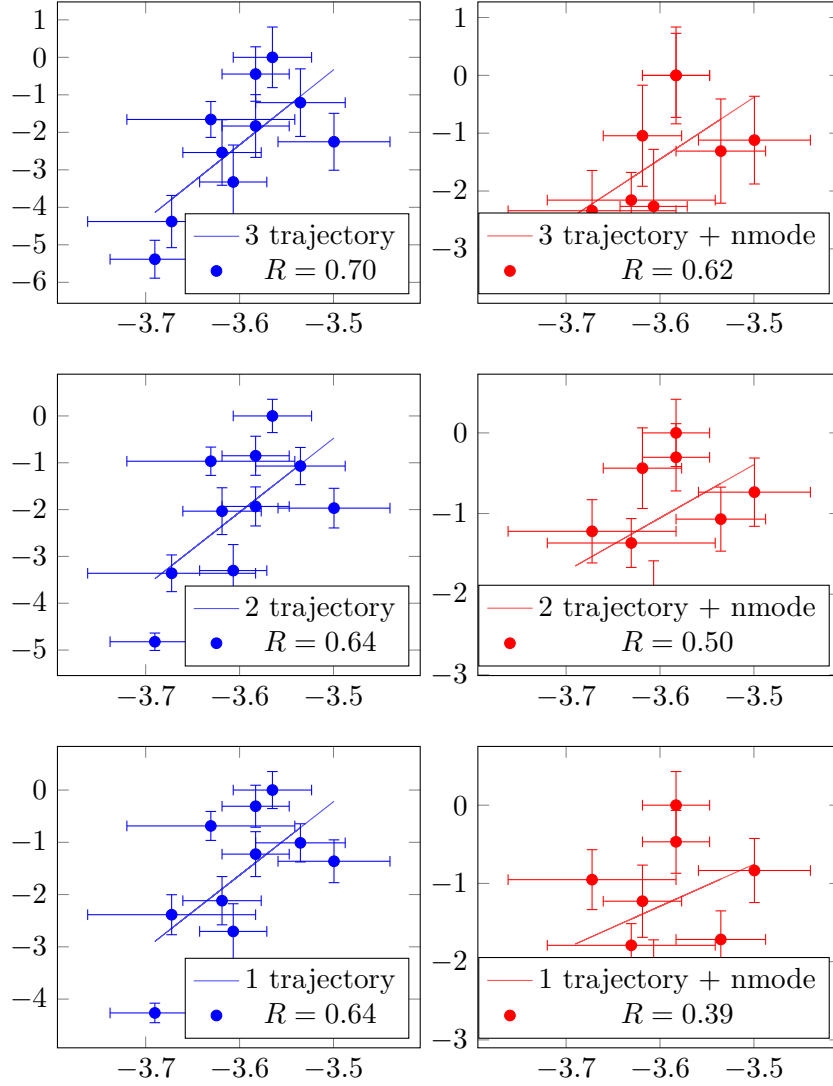 1
0
−1
−2
−3
−4
−5
−6
−3.7 −3.6 −3.5
3 trajectory
R = 0.70
1
0
−1
−2
−3
−3.7 −3.6 −3.5
3 trajectory + nmode
R = 0.62
0
−1
−2
−3
−4
−5
−3.7 −3.6 −3.5
2 trajectory
R = 0.64
0
−1
−2
−3
−3.7 −3.6 −3.5
2 trajectory + nmode
R = 0.50
0
−1
−2
−3
−4
−3.7 −3.6 −3.5
1 trajectory
R = 0.64
0
−1
−2
−3
−3.7 −3.6 −3.5
1 trajectory + nmode
R = 0.39